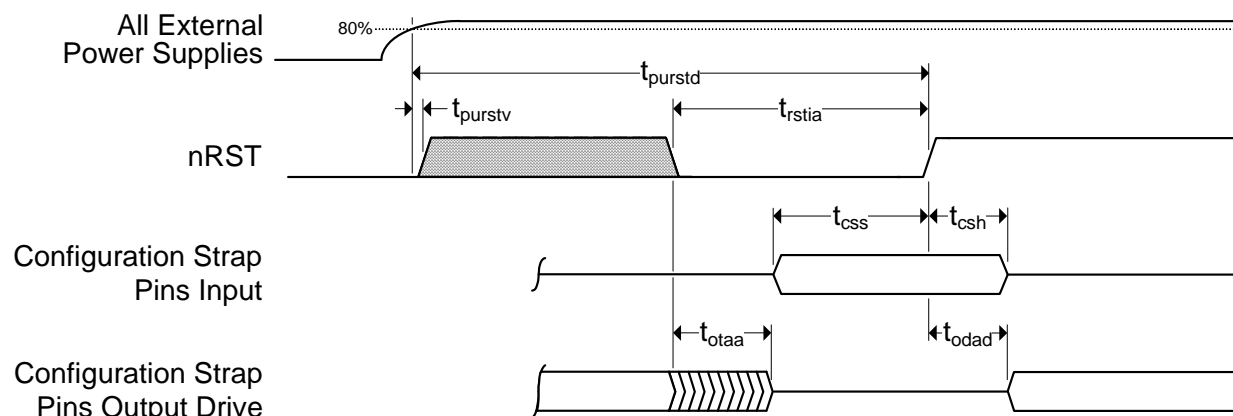 All External
Power Supplies
80%
tpurstd
tpurstv
trstia
nRST
tcss
tcsh
Configuration Strap
Pins Input
totaa
todad
Configuration Strap
Pins Output Drive